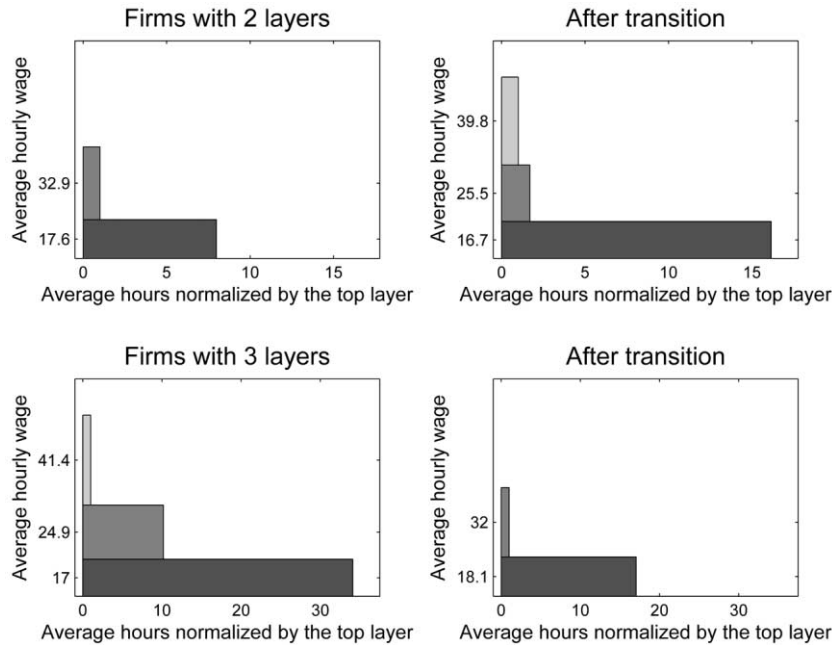 Firms with 2 layers
Average hourly wage
32.9
17.6
0 5 10 15
Average hours normalized by the top layer
After transition
Average hourly wage
39.8
25.5
16.7
0 5 10 15
Average hours normalized by the top layer
Firms with 3 layers
Average hourly wage
41.4
24.9
17
0 10 20 30
Average hours normalized by the top layer
After transition
Average hourly wage
32
18.1
0 10 20 30
Average hours normalized by the top layer